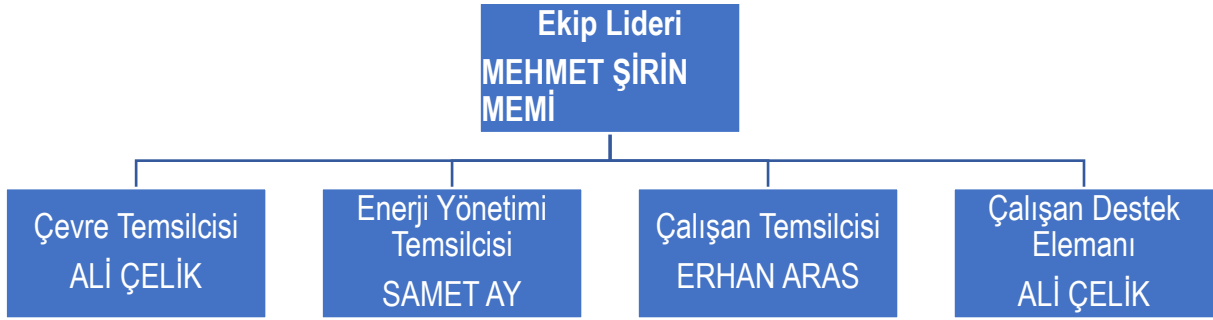 Ekip Lideri
MEHMET ŞİRİN
MEMİ
Çevre Temsilcisi
ALİ ÇELİK
Enerji Yönetimi
Temsilcisi
SAMET AY
Çalışan Temsilcisi
ERHAN ARAS
Çalışan Destek
Elemanı
ALİ ÇELİK